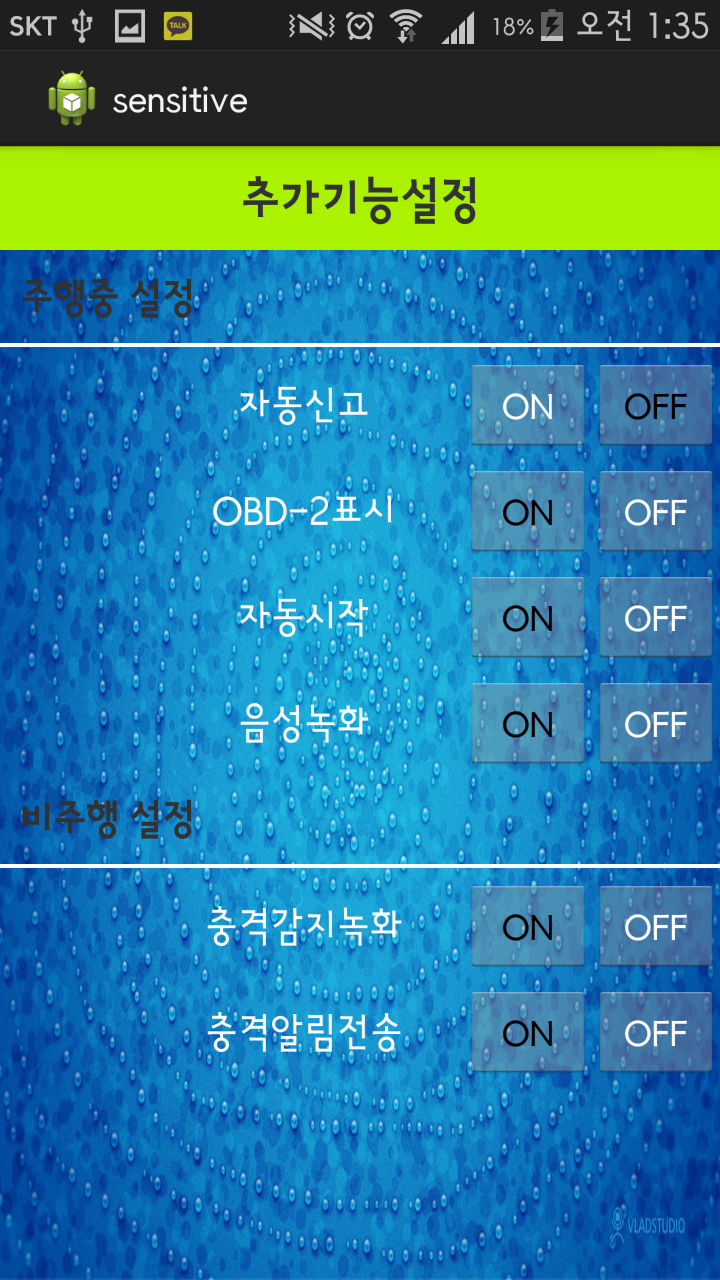 SKT TALK 18% 오전 1:35
sensitive
추가기능설정
주행중 설정
자동신고 ON OFF
OBD-2표시 ON OFF
자동시작 ON OFF
음성녹화 ON OFF
비주행 설정
충격감지녹화 ON OFF
충격알림전송 ON OFF
VLADSTUDIO